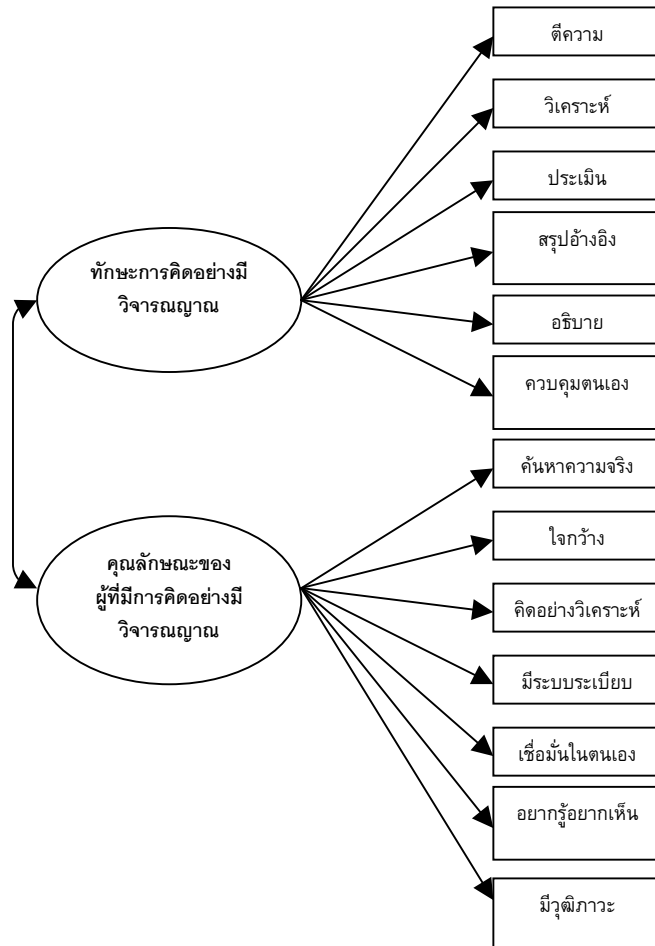 ตีความ
วิเคราะห์
ประเมิน
สรุปอ้างอิง
อธิบาย
ควบคุมตนเอง
ทักษะการคิดอย่างมี
วิจารณญาณ
ค้นหาความจริง
ใจกว้าง
คิดอย่างวิเคราะห์
มีระบบระเบียบ
เชื่อมั่นในตนเอง
อยากรู้อยากเห็น
มีวุฒิภาวะ
คุณลักษณะของ
ผู้ที่มีการคิดอย่างมี
วิจารณญาณ